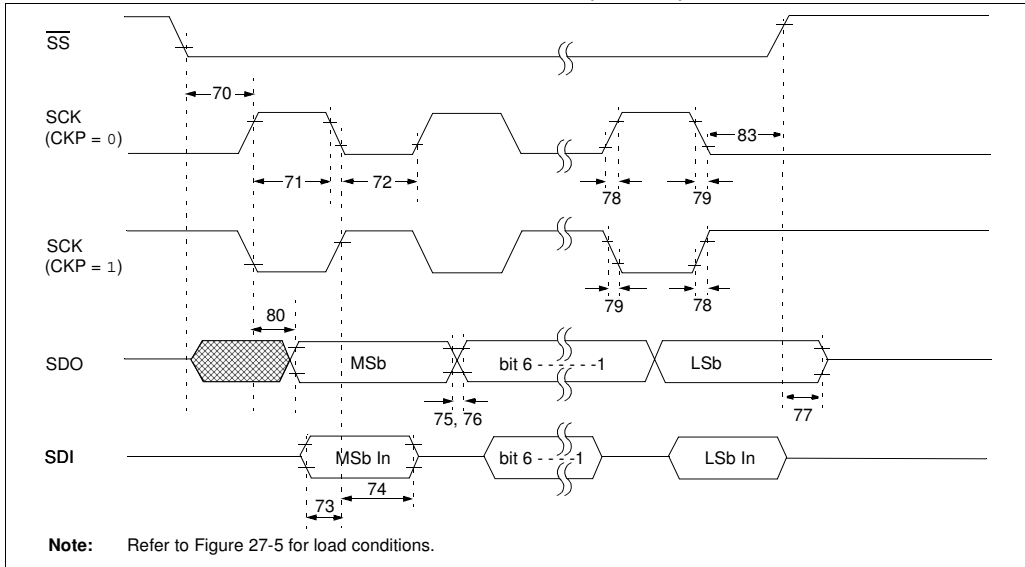 SS
70
SCK
(CKP = 0)
83
71
72
78
79
SCK
(CKP = 1)
79
78
80
SDO
MSb
bit 6 - - - - - -1
LSb
75, 76
77
SDI
MSb In
bit 6 - - - -1
LSb In
74
73
Note: Refer to Figure 27-5 for load conditions.